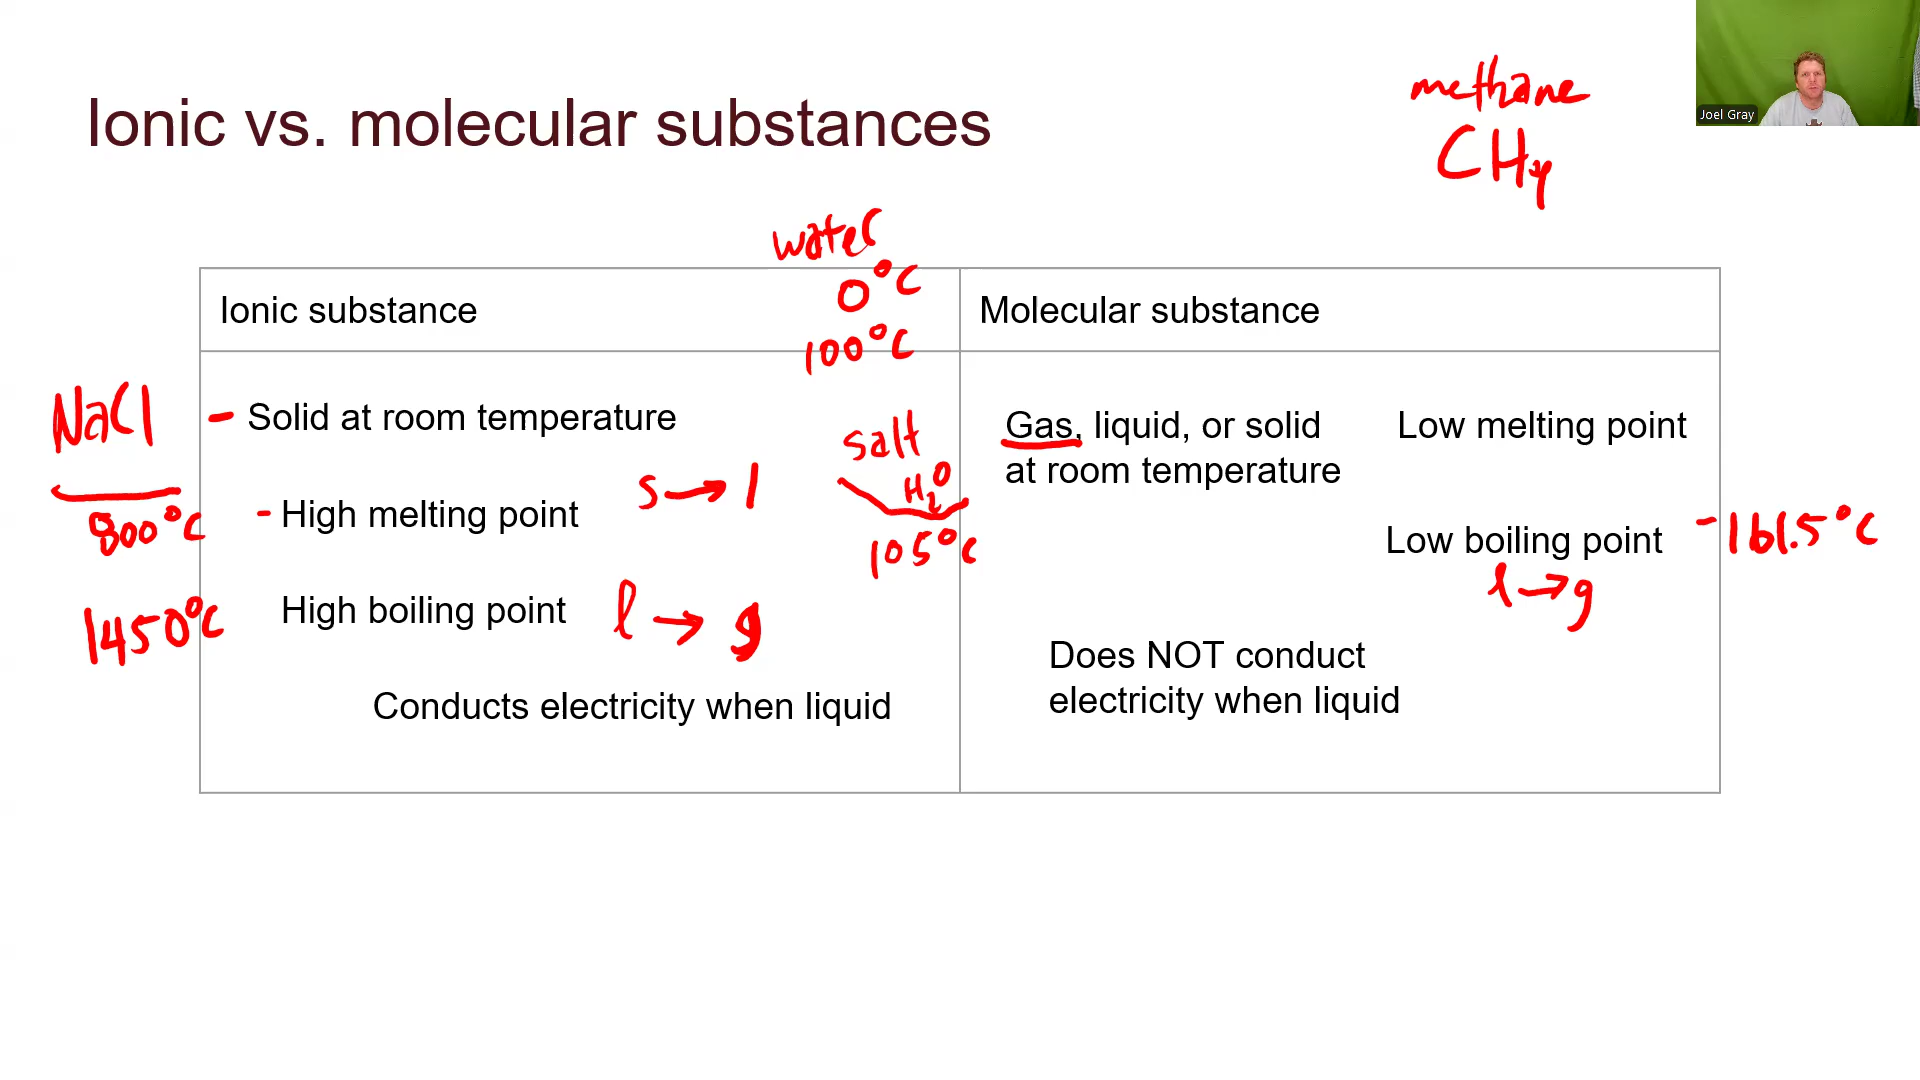 methane
CH4
Joel Gray
Ionic vs. molecular substances
water
0°C
100°C
Ionic substance
Molecular substance
NaCl
- Solid at room temperature
800°C
- High melting point
s → l
1450°C
High boiling point
l → g
Conducts electricity when liquid
salt
H2O
105°C
Gas, liquid, or solid
at room temperature
Low melting point
Low boiling point
-161.5°C
l → g
Does NOT conduct
electricity when liquid